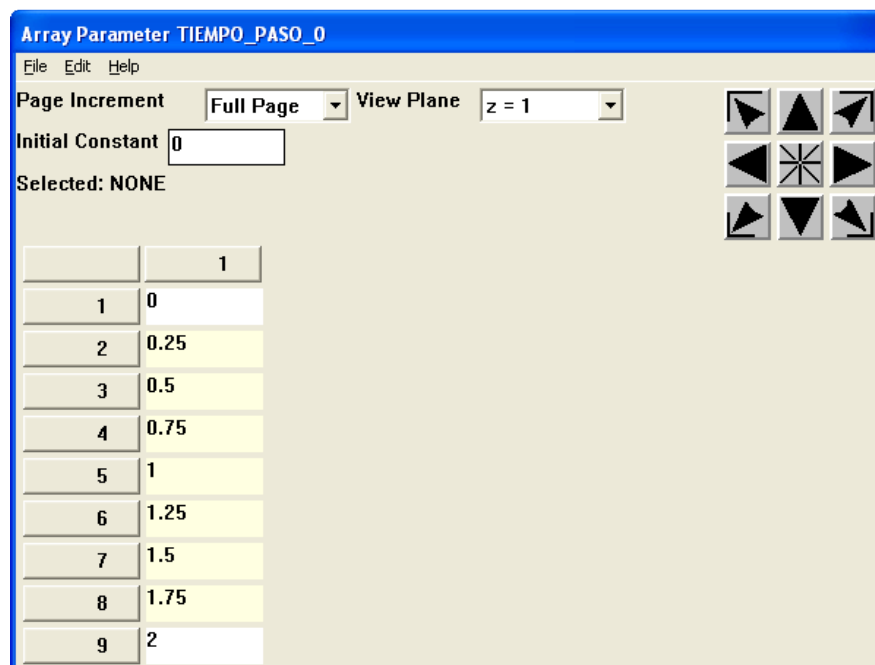 Array Parameter TIEMPO_PASO_0
File Edit Help
Page Increment Full Page View Plane z = 1
Initial Constant 0
Selected: NONE
1
1 0
2 0.25
3 0.5
4 0.75
5 1
6 1.25
7 1.5
8 1.75
9 2